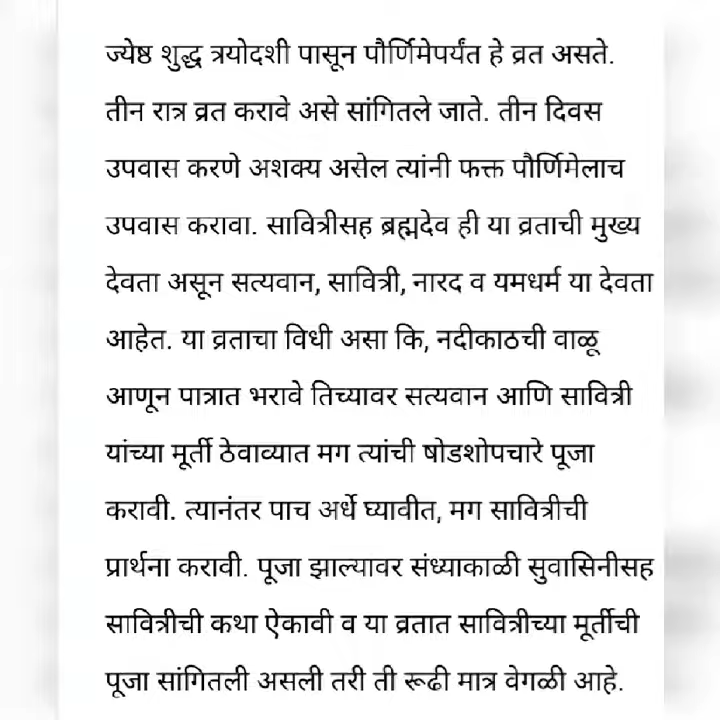 ज्येष्ठ शुद्ध त्रयोदशी पासून पौर्णिमेपर्यंत हे व्रत असते.
तीन रात्र व्रत करावे असे सांगितले जाते. तीन दिवस
उपवास करणे अशक्य असेल त्यांनी फक्त पौर्णिमेलाच
उपवास करावा. सावित्रीसह ब्रह्मदेव ही या व्रताची मुख्य
देवता असून सत्यवान, सावित्री, नारद व यमधर्म या देवता
आहेत. या व्रताचा विधी असा कि, नदीकाठची वाळू
आणून पात्रात भरावे तिच्यावर सत्यवान आणि सावित्री
यांच्या मूर्ती ठेवाव्यात मग त्यांची षोडशोपचारे पूजा
करावी. त्यानंतर पाच अर्धे घ्यावीत, मग सावित्रीची
प्रार्थना करावी. पूजा झाल्यावर संध्याकाळी सुवासिनीसह
सावित्रीची कथा ऐकावी व या व्रतात सावित्रीच्या मूर्तीची
पूजा सांगितली असली तरी ती रूढी मात्र वेगळी आहे.